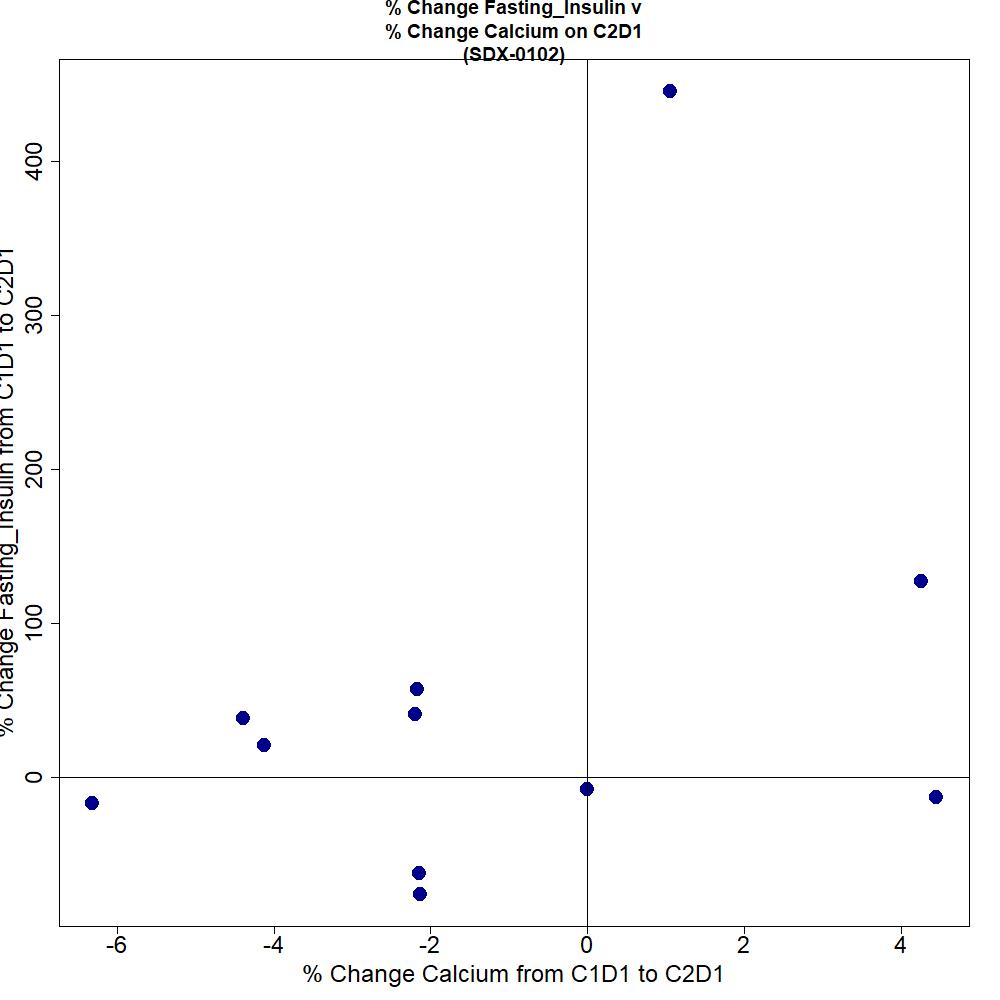 % Change Fasting_Insulin v
% Change Calcium on C2D1
(SDX-0102)
% Change Fasting_Insulin from C1D1 to C2D1
400
300
200
100
0
-6
-4
-2
0
2
4
% Change Calcium from C1D1 to C2D1